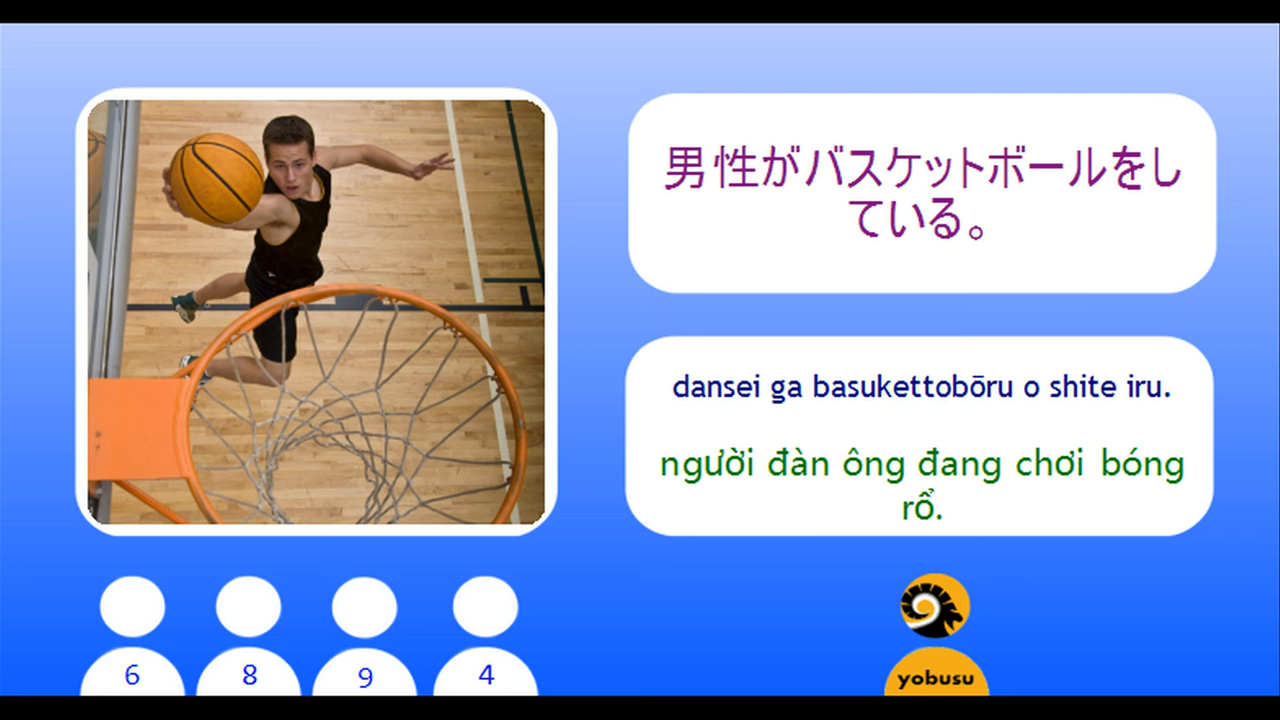 男性がバスケットボールをし
ている。
dansei ga basukettobōru o shite iru.
người đàn ông đang chơi bóng
rổ.
6 8 9 4
yobusu